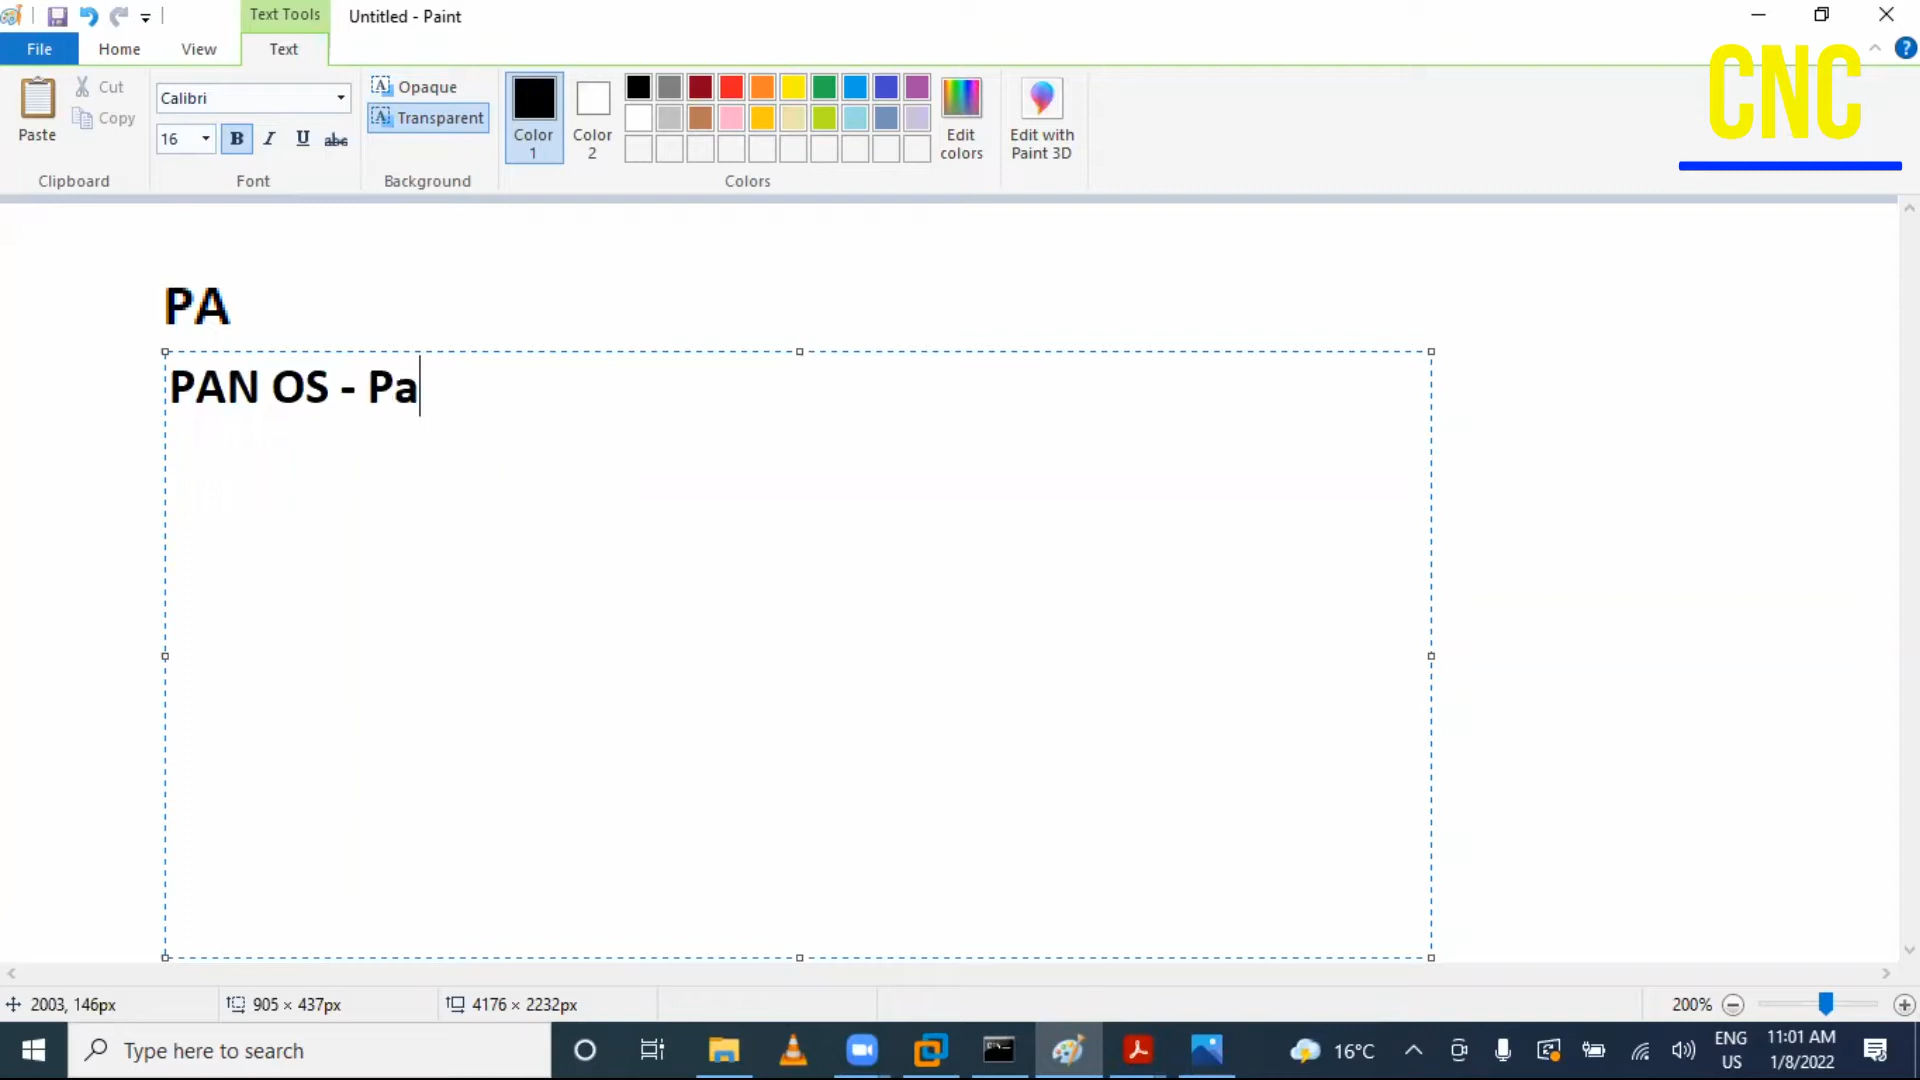 Text Tools
Untitled - Paint
File
Home
View
Text
Paste
Cut
Copy
Clipboard
Calibri
16
B
I
U
abc
Font
A Opaque
A Transparent
Background
Color 1
Color 2
Edit colors
Colors
Edit with Paint 3D
?
CNC
PA
PAN OS - Pa
2003, 146px
905 × 437px
4176 × 2232px
200%
Type here to search
16°C
ENG
US
11:01 AM
1/8/2022